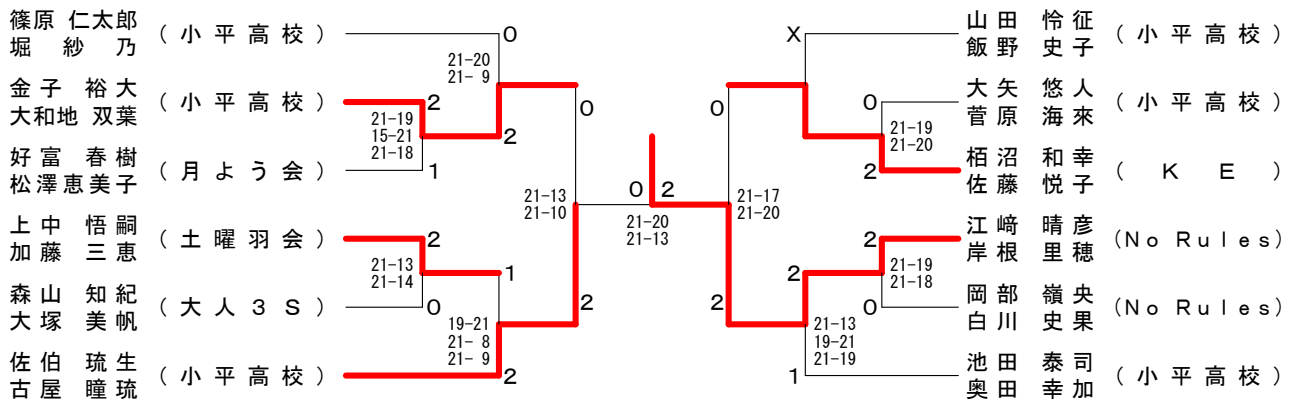 篠原 仁太郎
堀 紗 乃
( 小 平 高 校 )
0
21-20
21- 9
金子 裕大
大和地 双葉
( 小 平 高 校 )
2
21-19
15-21
21-18
2
好富 春樹
松澤恵美子
( 月 よ う 会 )
1
0
21-13
21-10
上中 悟嗣
加藤 三恵
( 土 曜 羽 会 )
2
21-13
21-14
1
森山 知紀
大塚 美帆
( 大 人 3 S )
0
19-21
21- 8
21- 9
2
佐伯 琉生
古屋 瞳琉
( 小 平 高 校 )
2
0
2
21-20
21-13
X
山田 怜征
飯野 史子
( 小 平 高 校 )
0
0
大矢 悠人
菅原 海來
( 小 平 高 校 )
21-19
21-20
2
栢沼 和幸
佐藤 悦子
( K E )
21-17
21-20
2
江﨑 晴彦
岸根 里穂
(No Rules)
2
21-19
21-18
0
岡部 嶺央
白川 史果
(No Rules)
2
21-13
19-21
21-19
1
池田 泰司
奥田 幸加
( 小 平 高 校 )